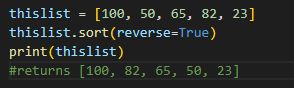 thislist = [100, 50, 65, 82, 23]
thislist.sort(reverse=True)
print(thislist)
#returns [100, 82, 65, 50, 23]